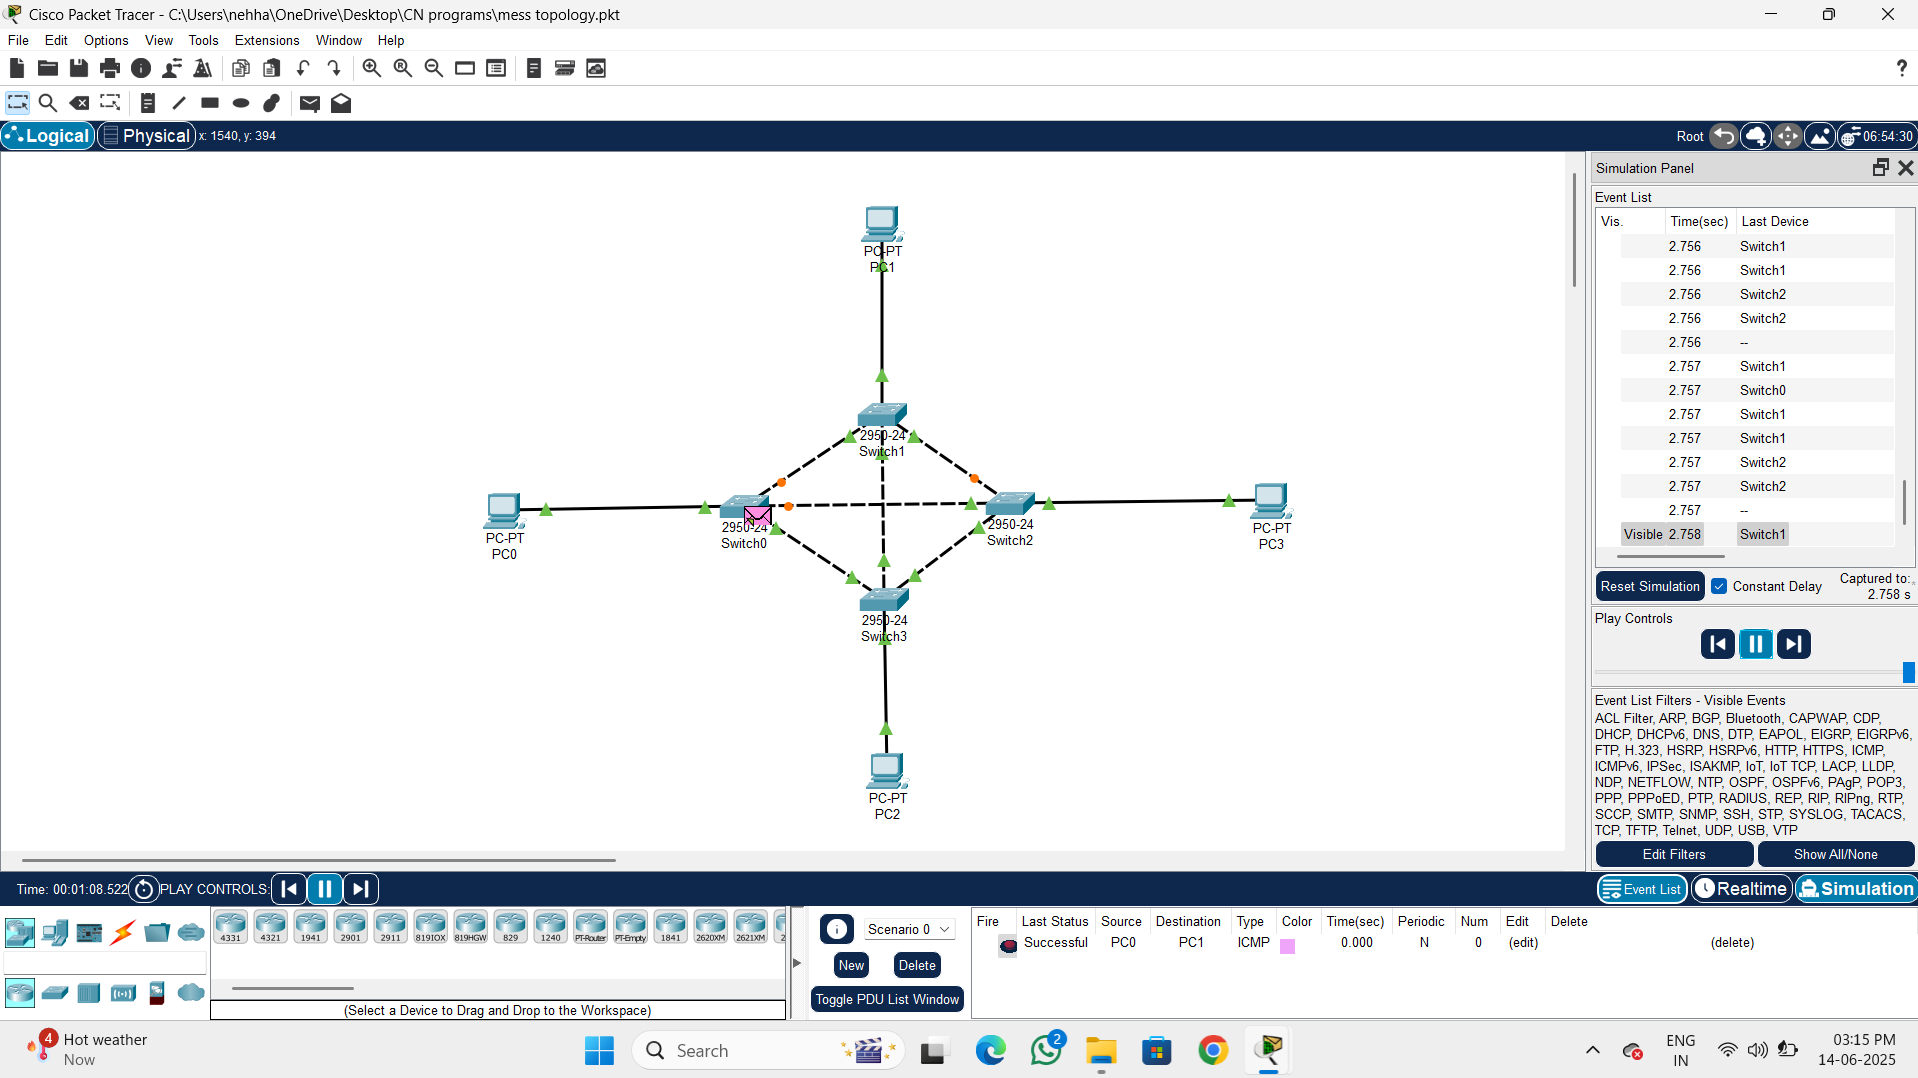 Cisco Packet Tracer - C:\Users\nehha\OneDrive\Desktop\CN programs\mess topology.pkt
File Edit Options View Tools Extensions Window Help
Logical Physical x: 1540, y: 394
Root 06:54:30
PC-PT
PC1
2950-24
Switch1
PC-PT
PC0
2950-24
Switch0
2950-24
Switch2
PC-PT
PC3
2950-24
Switch3
PC-PT
PC2
Simulation Panel
Event List
Vis. Time(sec) Last Device
2.756 Switch1
2.756 Switch1
2.756 Switch2
2.756 Switch2
2.756 --
2.757 Switch1
2.757 Switch0
2.757 Switch1
2.757 Switch1
2.757 Switch2
2.757 Switch2
2.757 --
Visible 2.758 Switch1
Reset Simulation Constant Delay Captured to:
2.758 s
Play Controls
Event List Filters - Visible Events
ACL Filter, ARP, BGP, Bluetooth, CAPWAP, CDP,
DHCP, DHCPv6, DNS, DTP, EAPOL, EIGRP, EIGRPv6,
FTP, H.323, HSRP, HSRPv6, HTTP, HTTPS, ICMP,
ICMPv6, IPSec, ISAKMP, IoT, IoT TCP, LACP, LLDP,
NDP, NETFLOW, NTP, OSPF, OSPFv6, PAgP, POP3,
PPP, PPPoED, PTP, RADIUS, REP, RIP, RIPng, RTP,
SCCP, SMTP, SNMP, SSH, STP, SYSLOG, TACACS,
TCP, TFTP, Telnet, UDP, USB, VTP
Edit Filters Show All/None
Time: 00:01:08.522 PLAY CONTROLS:
Event List Realtime Simulation
4331 4321 1941 2901 2911 819IOX 819HGW 829 1240 PT-Router PT-Empty 1841 2620XM 2621XM 2
(Select a Device to Drag and Drop to the Workspace)
Scenario 0
New Delete
Toggle PDU List Window
Fire Last Status Source Destination Type Color Time(sec) Periodic Num Edit Delete
Successful PC0 PC1 ICMP 0.000 N 0 (edit) (delete)
4 Hot weather
Now
Search
2
ENG
IN
03:15 PM
14-06-2025